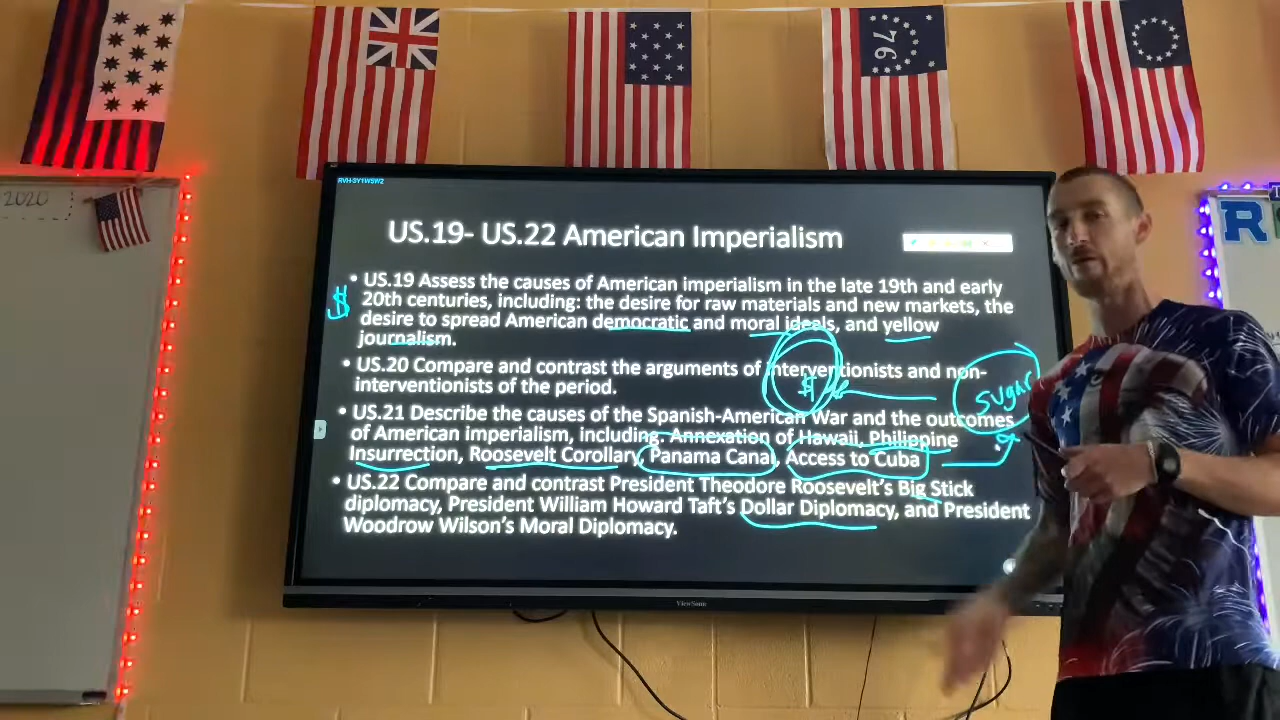 2020
76
RVH-SY1WSW2
US.19- US.22 American Imperialism
• US.19 Assess the causes of American imperialism in the late 19th and early
20th centuries, including: the desire for raw materials and new markets, the
desire to spread American democratic and moral ideals, and yellow
journalism.
$
• US.20 Compare and contrast the arguments of interventionists and non-
interventionists of the period.
$
sugar
• US.21 Describe the causes of the Spanish-American War and the outcomes
of American imperialism, including: Annexation of Hawaii, Philippine
Insurrection, Roosevelt Corollary, Panama Canal, Access to Cuba
• US.22 Compare and contrast President Theodore Roosevelt's Big Stick
diplomacy, President William Howard Taft's Dollar Diplomacy, and President
Woodrow Wilson's Moral Diplomacy.
ViewSonic
R